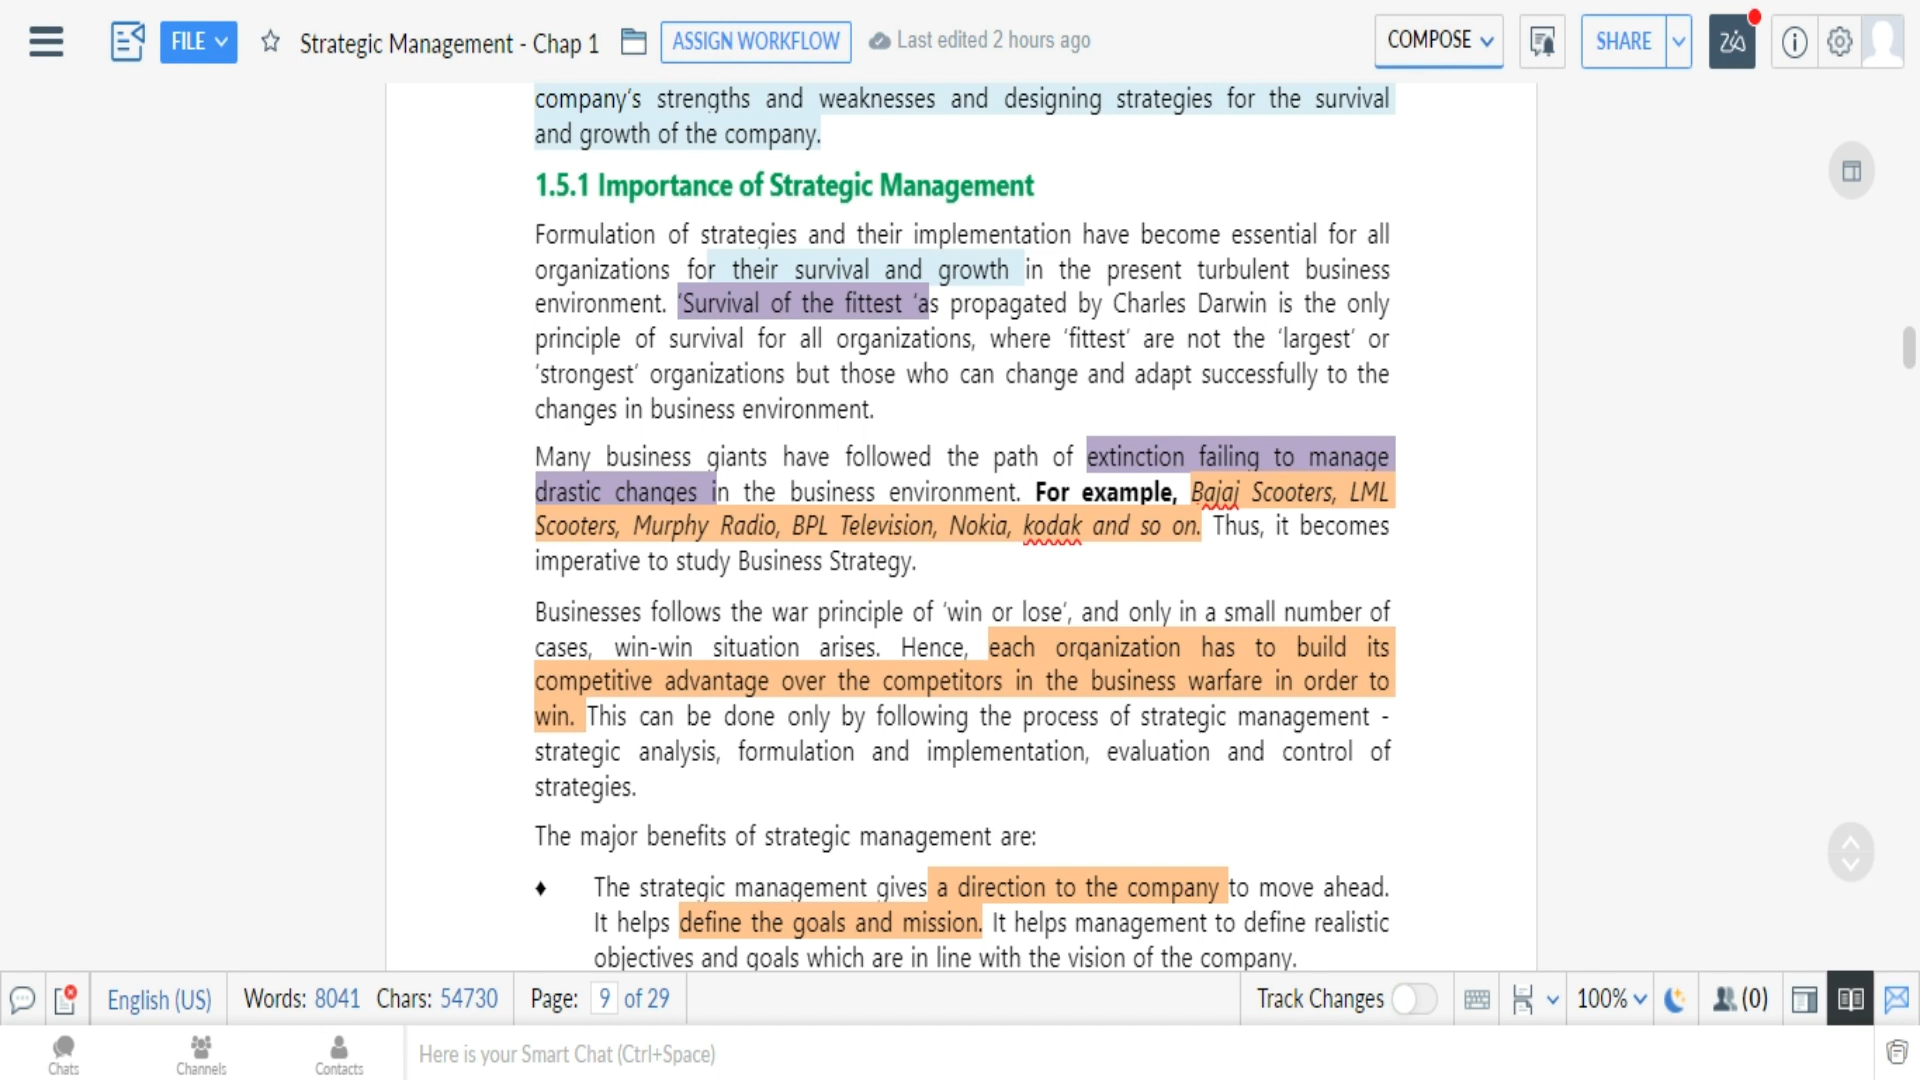 FILE
Strategic Management - Chap 1
ASSIGN WORKFLOW
Last edited 2 hours ago
COMPOSE
SHARE
company's strengths and weaknesses and designing strategies for the survival
and growth of the company.
1.5.1 Importance of Strategic Management
Formulation of strategies and their implementation have become essential for all
organizations for their survival and growth in the present turbulent business
environment. 'Survival of the fittest 'as propagated by Charles Darwin is the only
principle of survival for all organizations, where 'fittest' are not the 'largest' or
'strongest' organizations but those who can change and adapt successfully to the
changes in business environment.
Many business giants have followed the path of extinction failing to manage
drastic changes in the business environment. For example, Bajaj Scooters, LML
Scooters, Murphy Radio, BPL Television, Nokia, kodak and so on. Thus, it becomes
imperative to study Business Strategy.
Businesses follows the war principle of 'win or lose', and only in a small number of
cases, win-win situation arises. Hence, each organization has to build its
competitive advantage over the competitors in the business warfare in order to
win. This can be done only by following the process of strategic management -
strategic analysis, formulation and implementation, evaluation and control of
strategies.
The major benefits of strategic management are:
♦ The strategic management gives a direction to the company to move ahead.
It helps define the goals and mission. It helps management to define realistic
objectives and goals which are in line with the vision of the company.
English (US) Words: 8041 Chars: 54730 Page: 9 of 29 Track Changes 100% (0)
Chats Channels Contacts Here is your Smart Chat (Ctrl+Space)